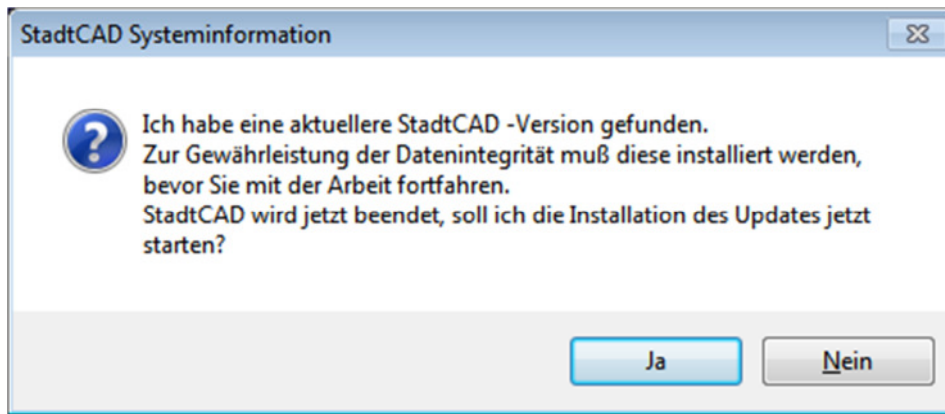 StadtCAD Systeminformation
Ich habe eine aktuellere StadtCAD -Version gefunden.
Zur Gewährleistung der Datenintegrität muß diese installiert werden,
bevor Sie mit der Arbeit fortfahren.
StadtCAD wird jetzt beendet, soll ich die Installation des Updates jetzt
starten?
Ja
Nein